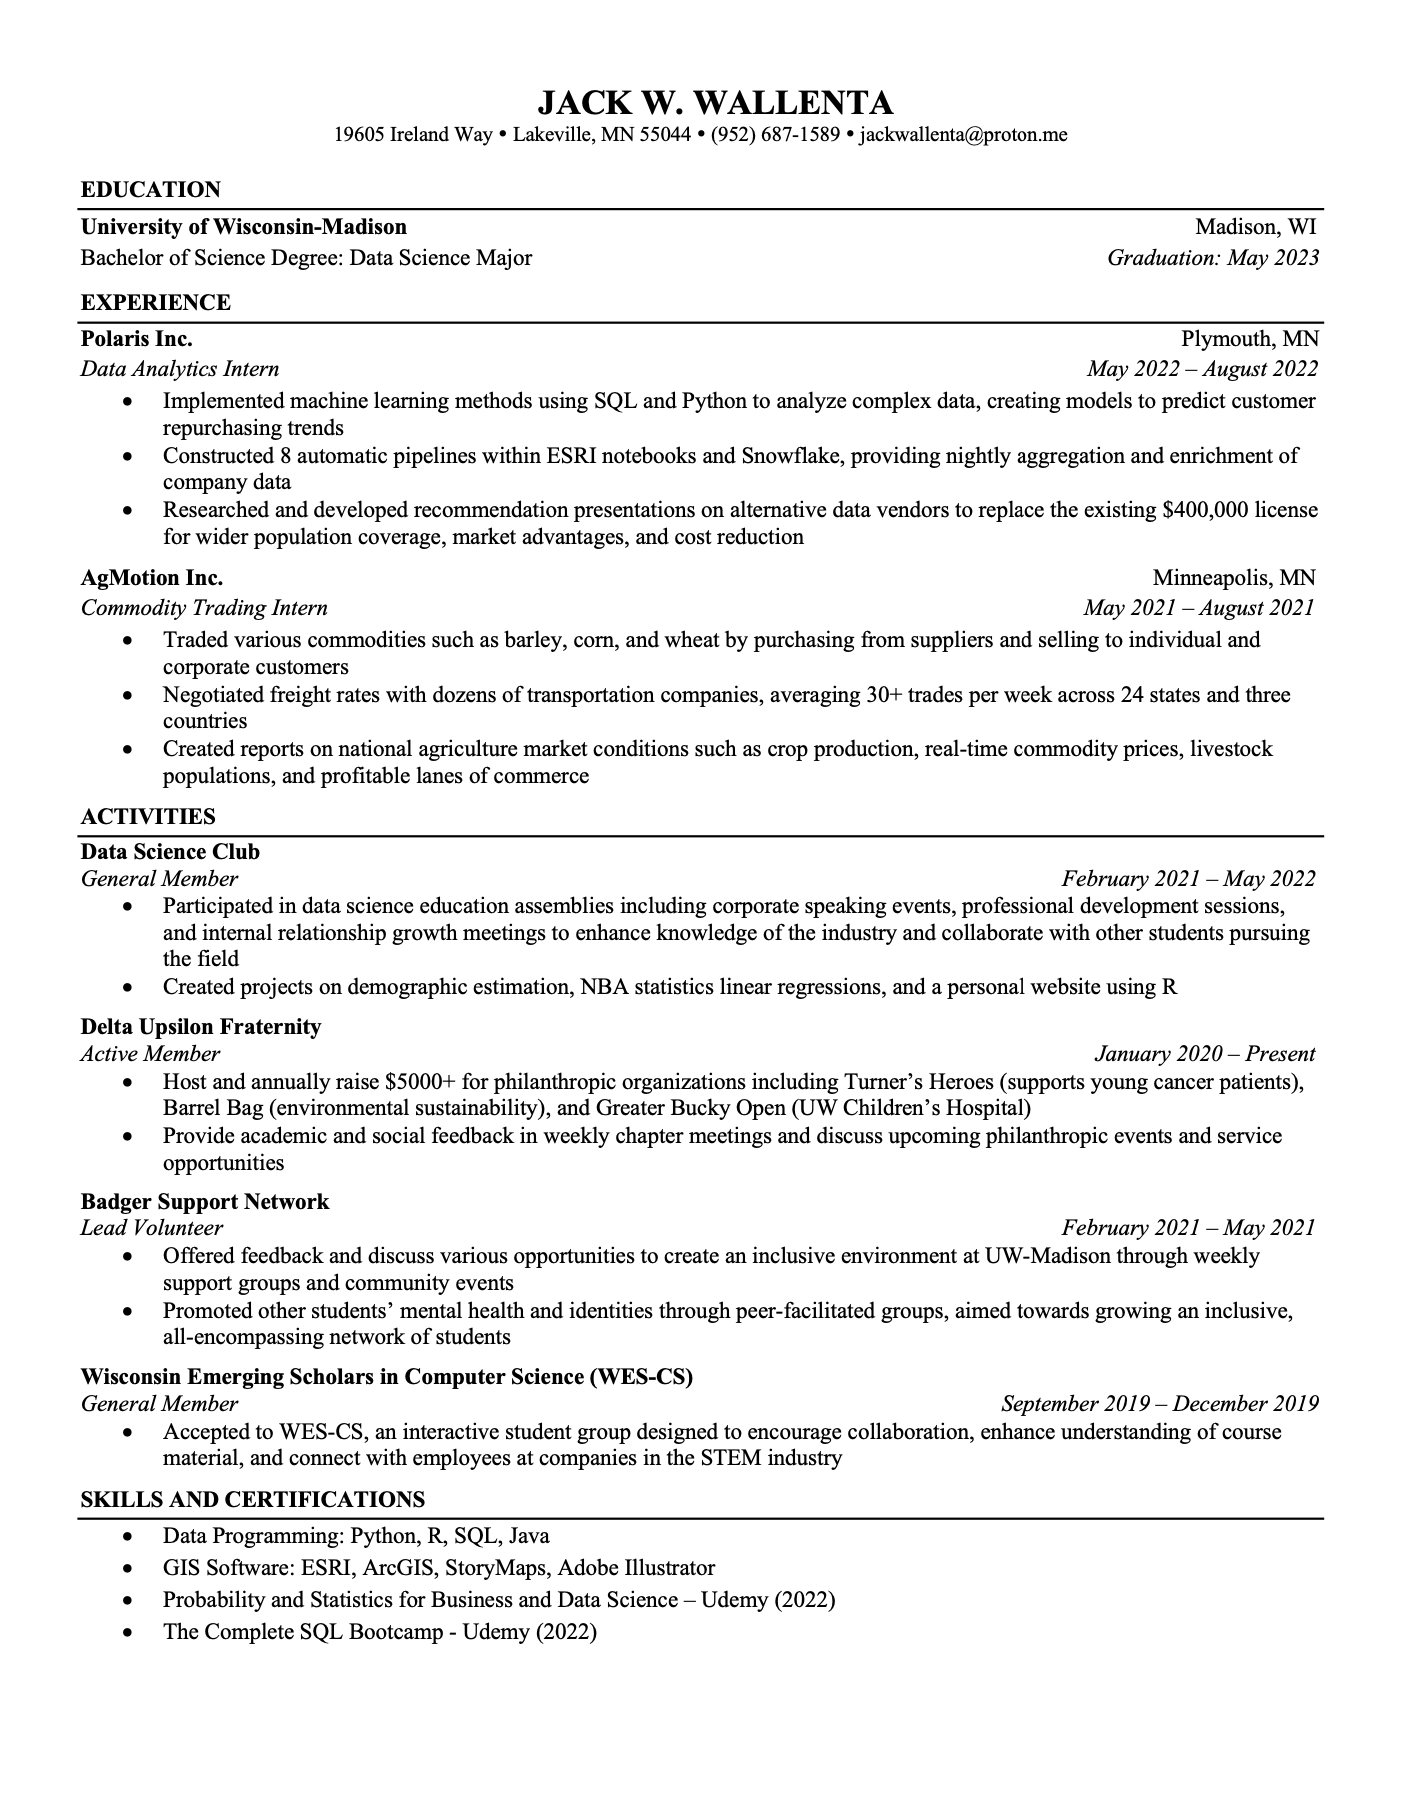 JACK W. WALLENTA
19605 Ireland Way • Lakeville, MN 55044 • (952) 687-1589 • jackwallenta@proton.me
EDUCATION
University of Wisconsin-Madison Madison, WI
Bachelor of Science Degree: Data Science Major Graduation: May 2023
EXPERIENCE
Polaris Inc. Plymouth, MN
Data Analytics Intern May 2022 – August 2022
• Implemented machine learning methods using SQL and Python to analyze complex data, creating models to predict customer
repurchasing trends
• Constructed 8 automatic pipelines within ESRI notebooks and Snowflake, providing nightly aggregation and enrichment of
company data
• Researched and developed recommendation presentations on alternative data vendors to replace the existing $400,000 license
for wider population coverage, market advantages, and cost reduction
AgMotion Inc. Minneapolis, MN
Commodity Trading Intern May 2021 – August 2021
• Traded various commodities such as barley, corn, and wheat by purchasing from suppliers and selling to individual and
corporate customers
• Negotiated freight rates with dozens of transportation companies, averaging 30+ trades per week across 24 states and three
countries
• Created reports on national agriculture market conditions such as crop production, real-time commodity prices, livestock
populations, and profitable lanes of commerce
ACTIVITIES
Data Science Club
General Member February 2021 – May 2022
• Participated in data science education assemblies including corporate speaking events, professional development sessions,
and internal relationship growth meetings to enhance knowledge of the industry and collaborate with other students pursuing
the field
• Created projects on demographic estimation, NBA statistics linear regressions, and a personal website using R
Delta Upsilon Fraternity
Active Member January 2020 – Present
• Host and annually raise $5000+ for philanthropic organizations including Turner’s Heroes (supports young cancer patients),
Barrel Bag (environmental sustainability), and Greater Bucky Open (UW Children’s Hospital)
• Provide academic and social feedback in weekly chapter meetings and discuss upcoming philanthropic events and service
opportunities
Badger Support Network
Lead Volunteer February 2021 – May 2021
• Offered feedback and discuss various opportunities to create an inclusive environment at UW-Madison through weekly
support groups and community events
• Promoted other students’ mental health and identities through peer-facilitated groups, aimed towards growing an inclusive,
all-encompassing network of students
Wisconsin Emerging Scholars in Computer Science (WES-CS)
General Member September 2019 – December 2019
• Accepted to WES-CS, an interactive student group designed to encourage collaboration, enhance understanding of course
material, and connect with employees at companies in the STEM industry
SKILLS AND CERTIFICATIONS
• Data Programming: Python, R, SQL, Java
• GIS Software: ESRI, ArcGIS, StoryMaps, Adobe Illustrator
• Probability and Statistics for Business and Data Science – Udemy (2022)
• The Complete SQL Bootcamp - Udemy (2022)